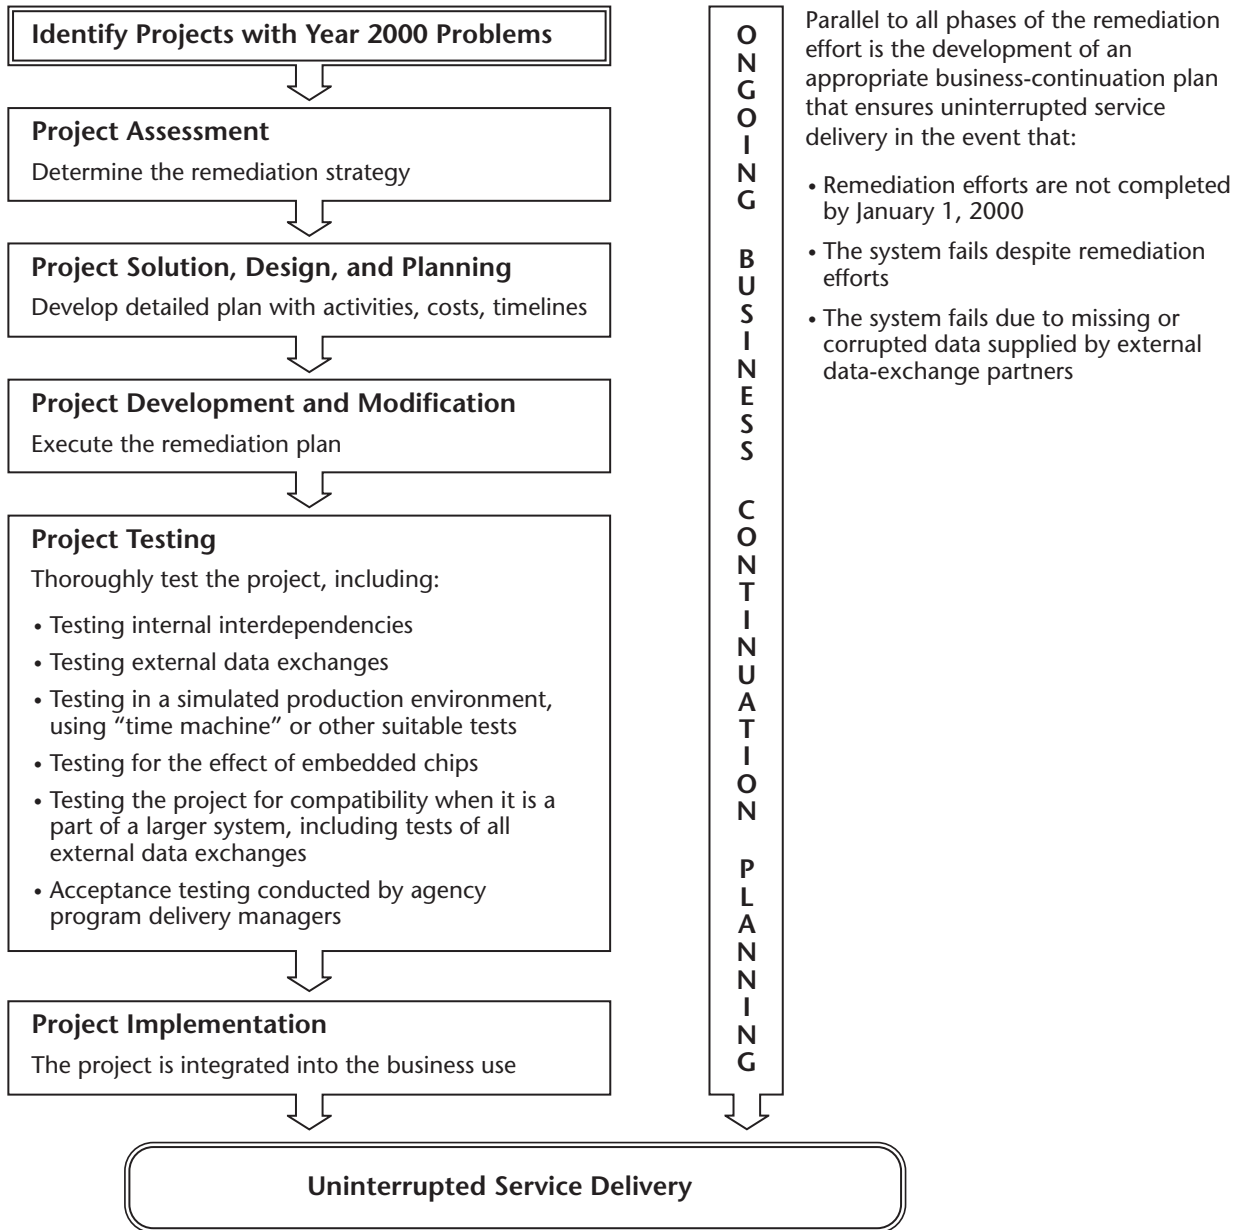 Identify Projects with Year 2000 Problems
Project Assessment
Determine the remediation strategy
Project Solution, Design, and Planning
Develop detailed plan with activities, costs, timelines
Project Development and Modification
Execute the remediation plan
Project Testing
Thoroughly test the project, including:
• Testing internal interdependencies
• Testing external data exchanges
• Testing in a simulated production environment,
using “time machine” or other suitable tests
• Testing for the effect of embedded chips
• Testing the project for compatibility when it is a
part of a larger system, including tests of all
external data exchanges
• Acceptance testing conducted by agency
program delivery managers
Project Implementation
The project is integrated into the business use
ONGOING BUSINESS CONTINUATION PLANNING
Parallel to all phases of the remediation
effort is the development of an
appropriate business-continuation plan
that ensures uninterrupted service
delivery in the event that:
• Remediation efforts are not completed
by January 1, 2000
• The system fails despite remediation
efforts
• The system fails due to missing or
corrupted data supplied by external
data-exchange partners
Uninterrupted Service Delivery